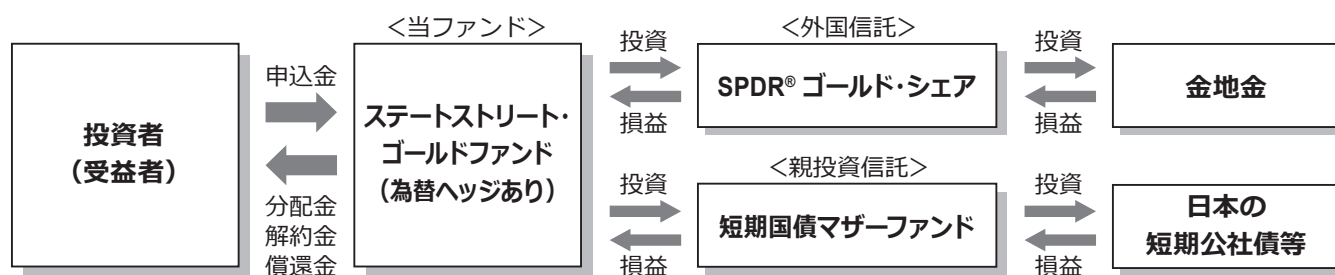 投資者
(受益者)
申込金
分配金
解約金
償還金
＜当ファンド＞
ステートストリート・
ゴールドファンド
(為替ヘッジあり)
投資
損益
＜外国信託＞
SPDR® ゴールド・シェア
投資
損益
金地金
投資
損益
＜親投資信託＞
短期国債マザーファンド
投資
損益
日本の
短期公社債等